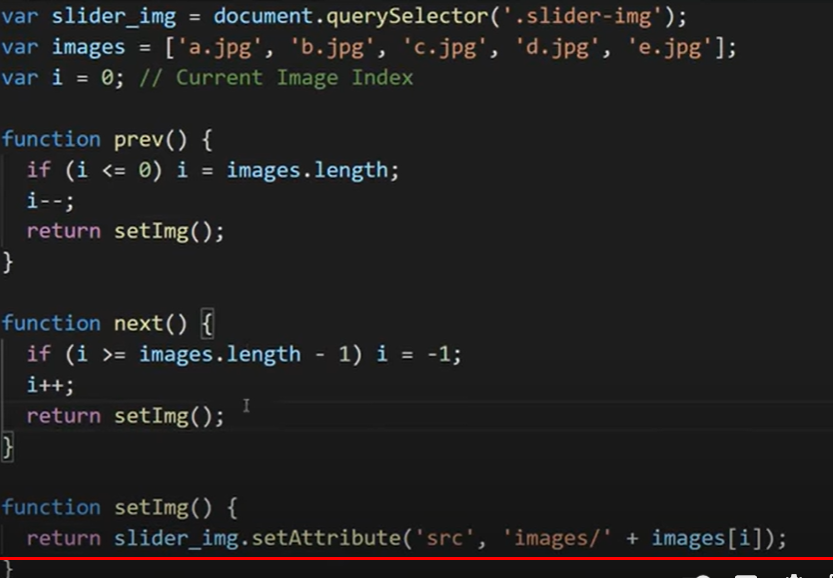 var slider_img = document.querySelector('.slider-img');
var images = ['a.jpg', 'b.jpg', 'c.jpg', 'd.jpg', 'e.jpg'];
var i = 0; // Current Image Index
function prev() {
if (i <= 0) i = images.length;
i--;
return setImg();
}
function next() {
if (i >= images.length - 1) i = -1;
i++;
return setImg();
}
function setImg() {
return slider_img.setAttribute('src', 'images/' + images[i]);
}